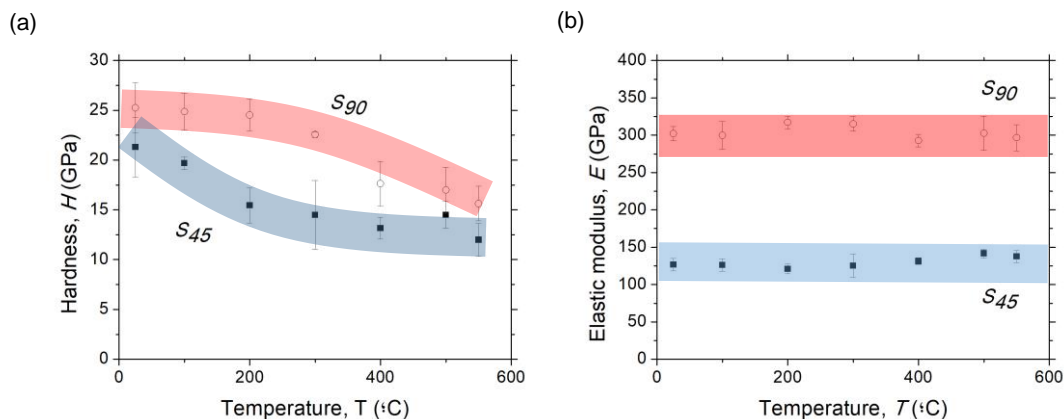 (a)
30
25
20
15
10
5
0
Hardness, H (GPa)
S90
S45
0 200 400 600
Temperature, T (°C)
(b)
400
350
300
250
200
150
100
50
0
Elastic modulus, E (GPa)
S90
S45
0 200 400 600
Temperature, T (°C)